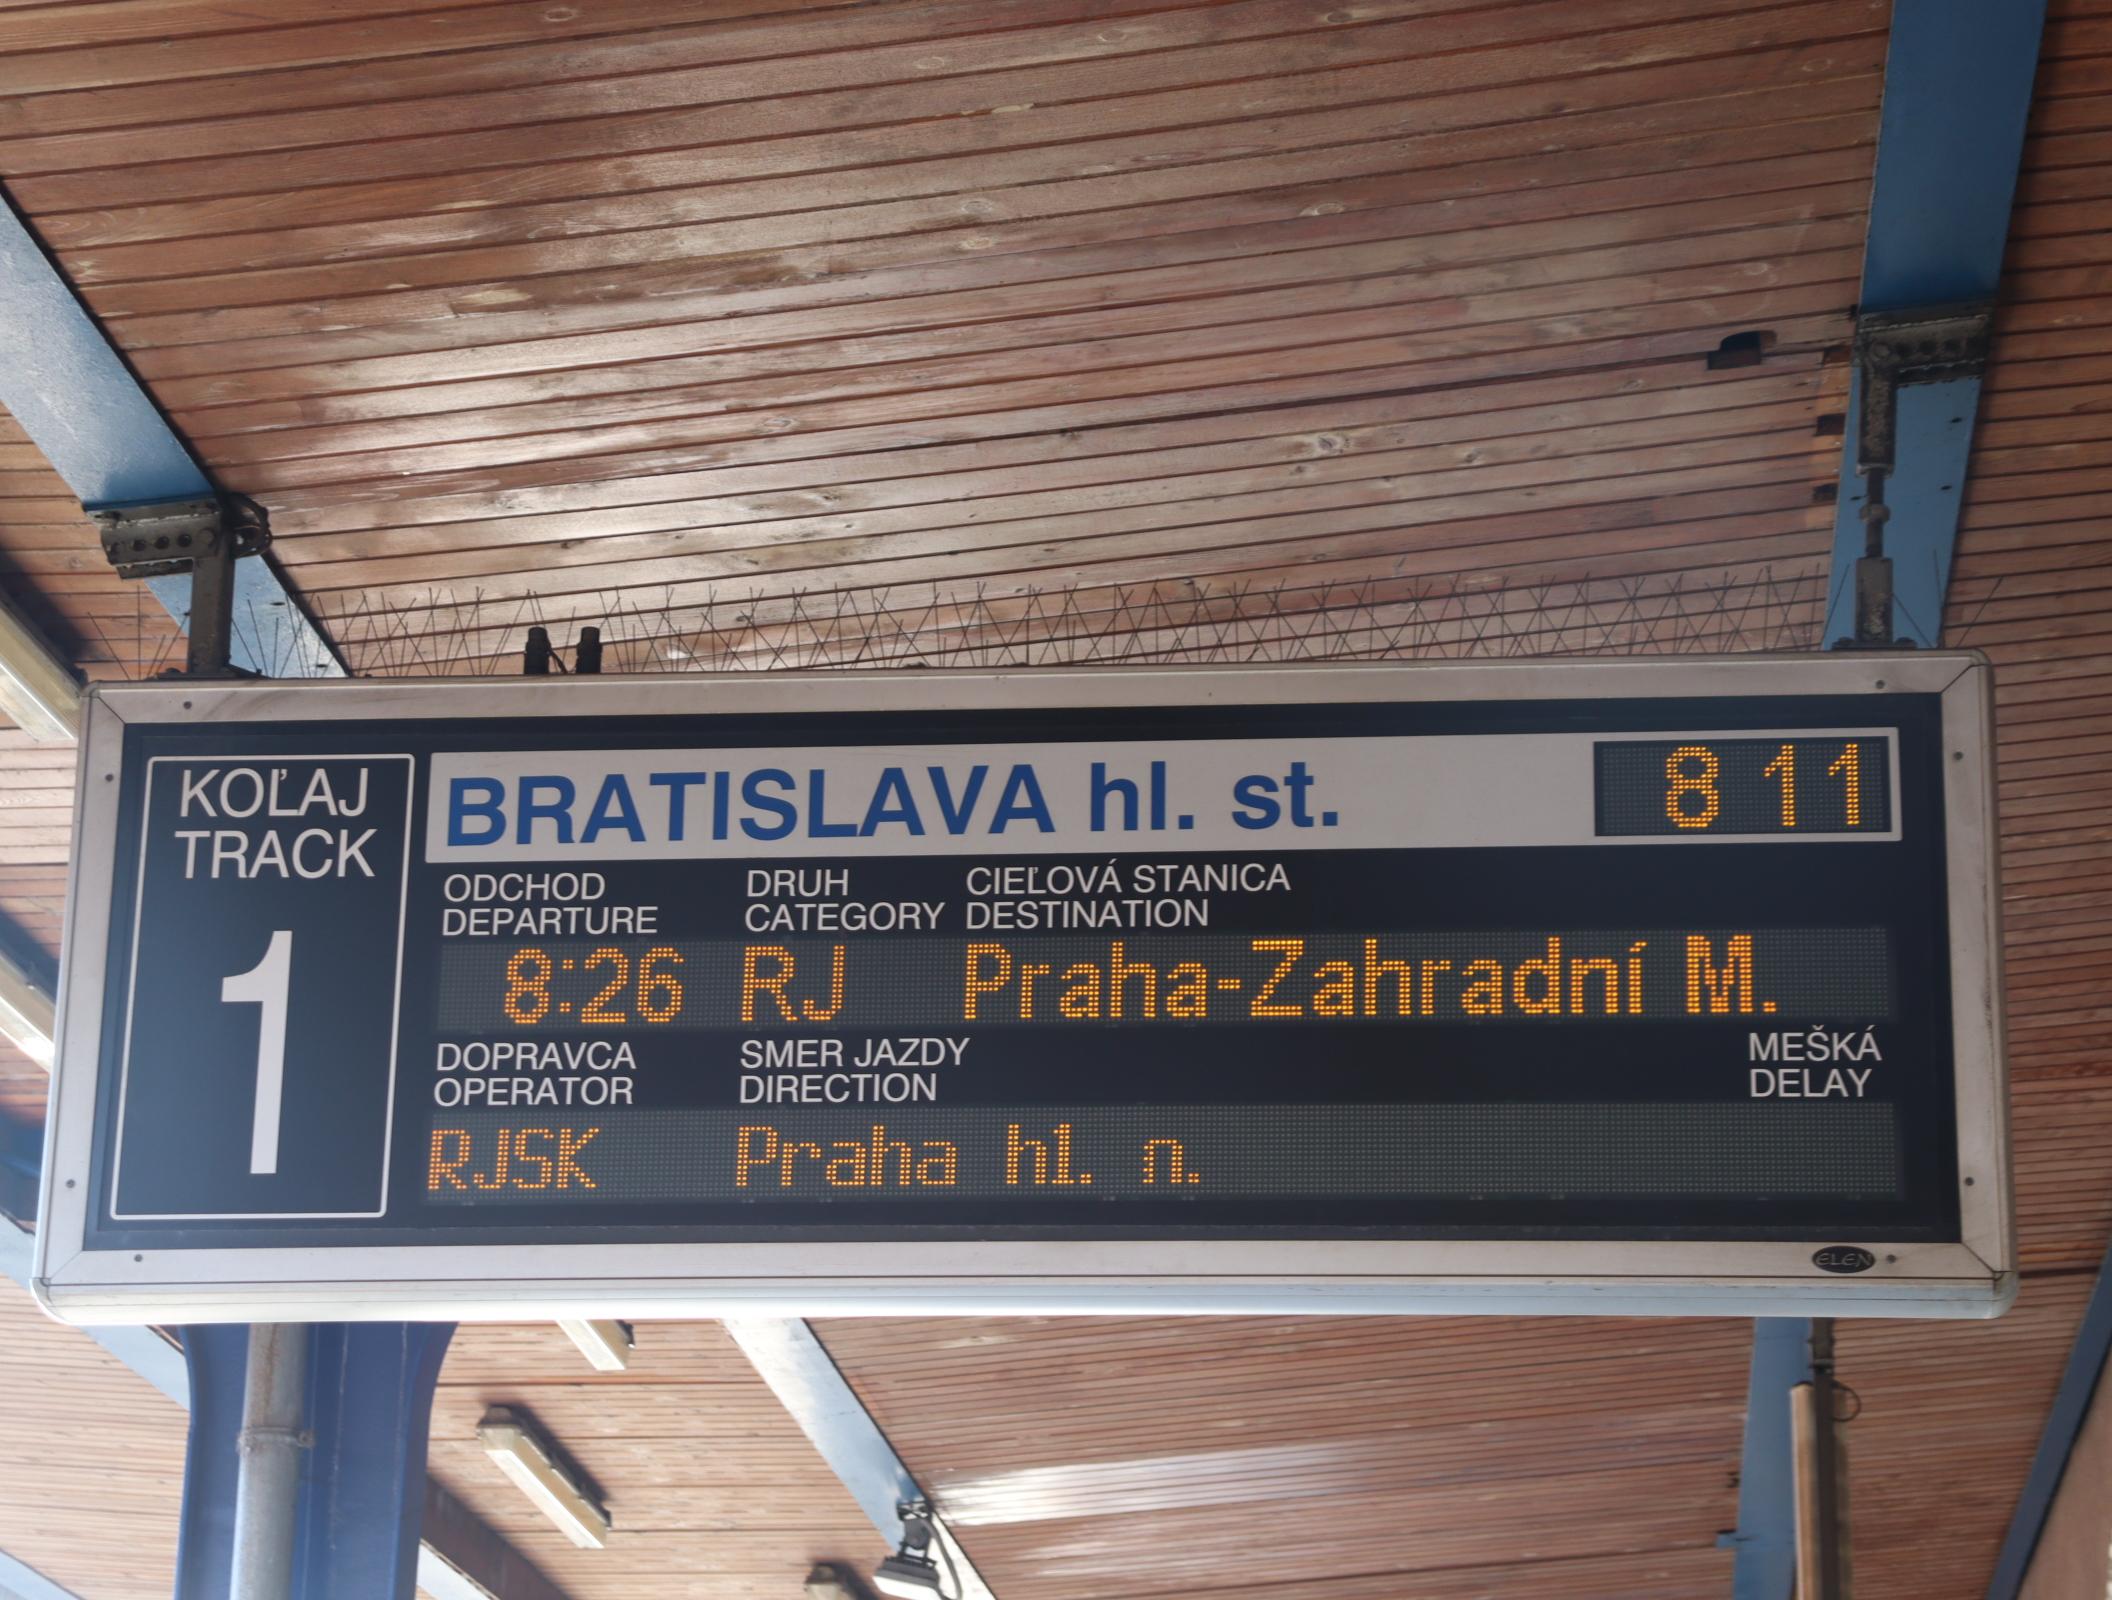 KOĽAJ
TRACK
1
BRATISLAVA hl. st.
8 11
ODCHOD DRUH CIEĽOVÁ STANICA
DEPARTURE CATEGORY DESTINATION
8:26 RJ Praha-Zahradní M.
DOPRAVCA SMER JAZDY MEŠKÁ
OPERATOR DIRECTION DELAY
RJSK Praha hl. n.
ELEN